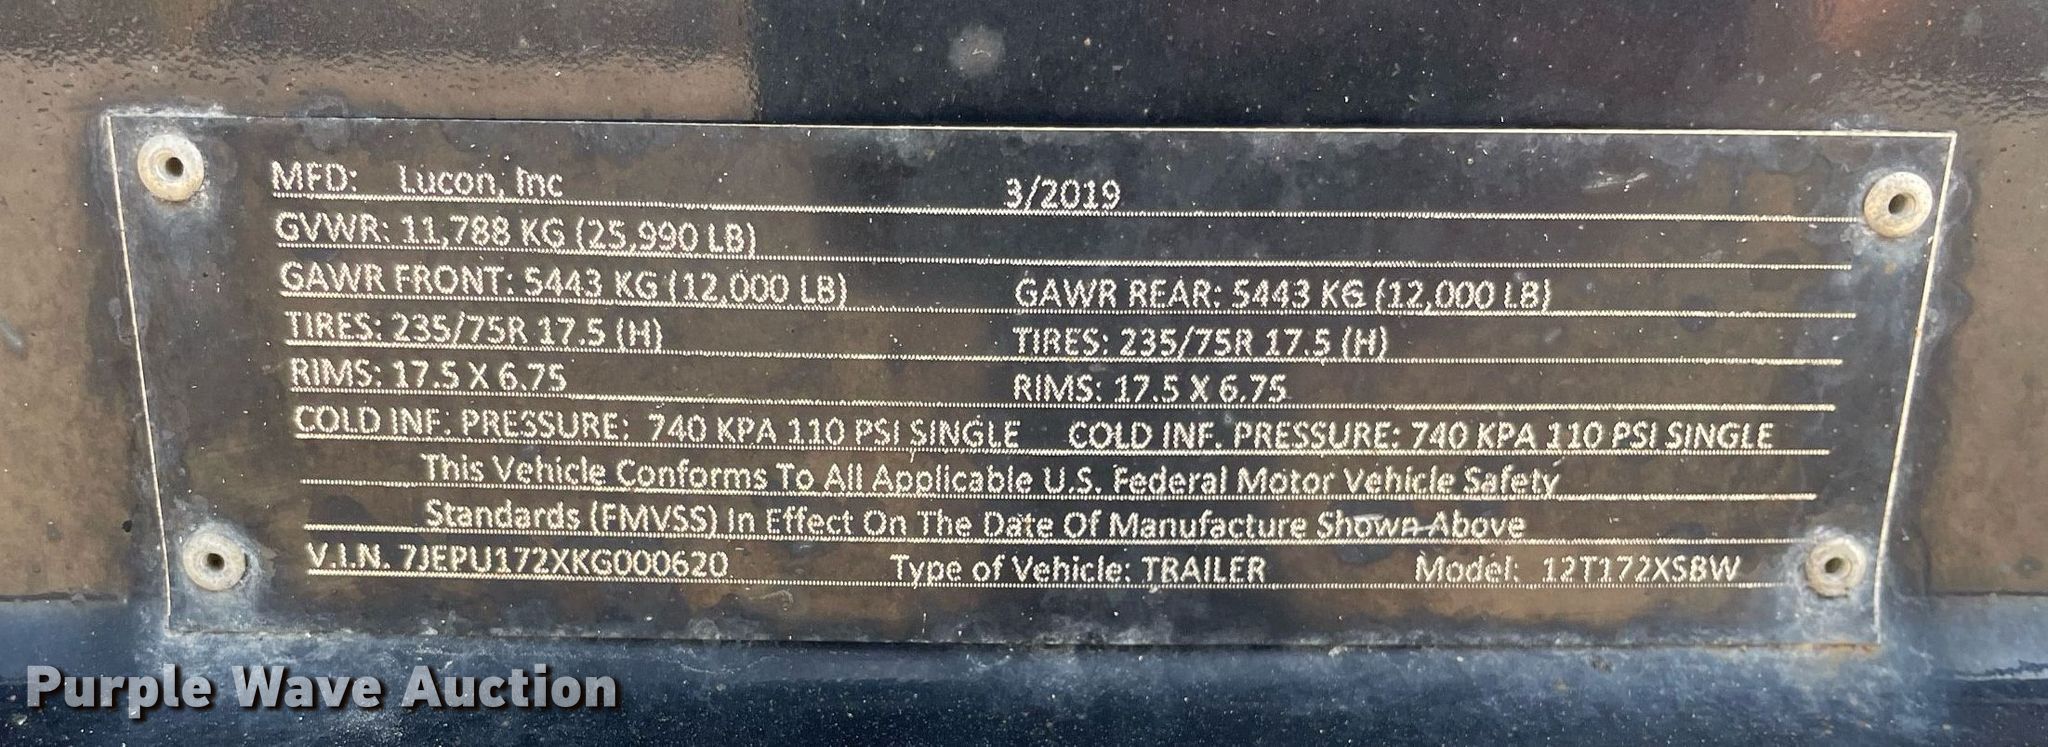 MFD: Lucon, Inc 3/2019
GVWR: 11,788 KG (25,990 LB)
GAWR FRONT: 5443 KG (12,000 LB) GAWR REAR: 5443 KG (12,000 LB)
TIRES: 235/75R 17.5 (H) TIRES: 235/75R 17.5 (H)
RIMS: 17.5 X 6.75 RIMS: 17.5 X 6.75
COLD INF. PRESSURE: 740 KPA 110 PSI SINGLE COLD INF. PRESSURE: 740 KPA 110 PSI SINGLE
This Vehicle Conforms To All Applicable U.S. Federal Motor Vehicle Safety
Standards (FMVSS) In Effect On The Date Of Manufacture Shown Above
V.I.N. 7JEPU172XKG000620 Type of Vehicle: TRAILER Model: 12T172XSBW
Purple Wave Auction